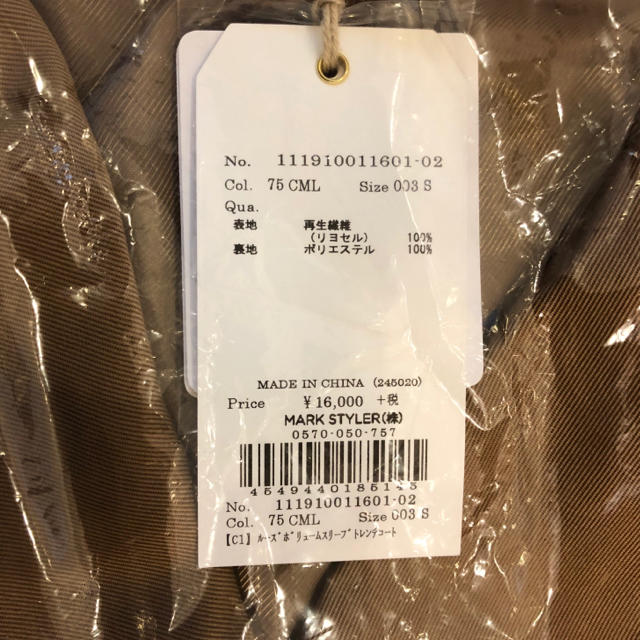 No. 111910011601-02
Col. 75 CML Size 003 S
Qua.
表地 再生繊維
(リヨセル) 100%
裏地 ポリエステル 100%
MADE IN CHINA (245020)
Price ¥16,000 +税
MARK STYLER(株)
0570-050-757
4549440185143
No. 111910011601-02
Col. 75 CML Size 003 S
【C1】ルーズボリュームスリーブトレンチコート